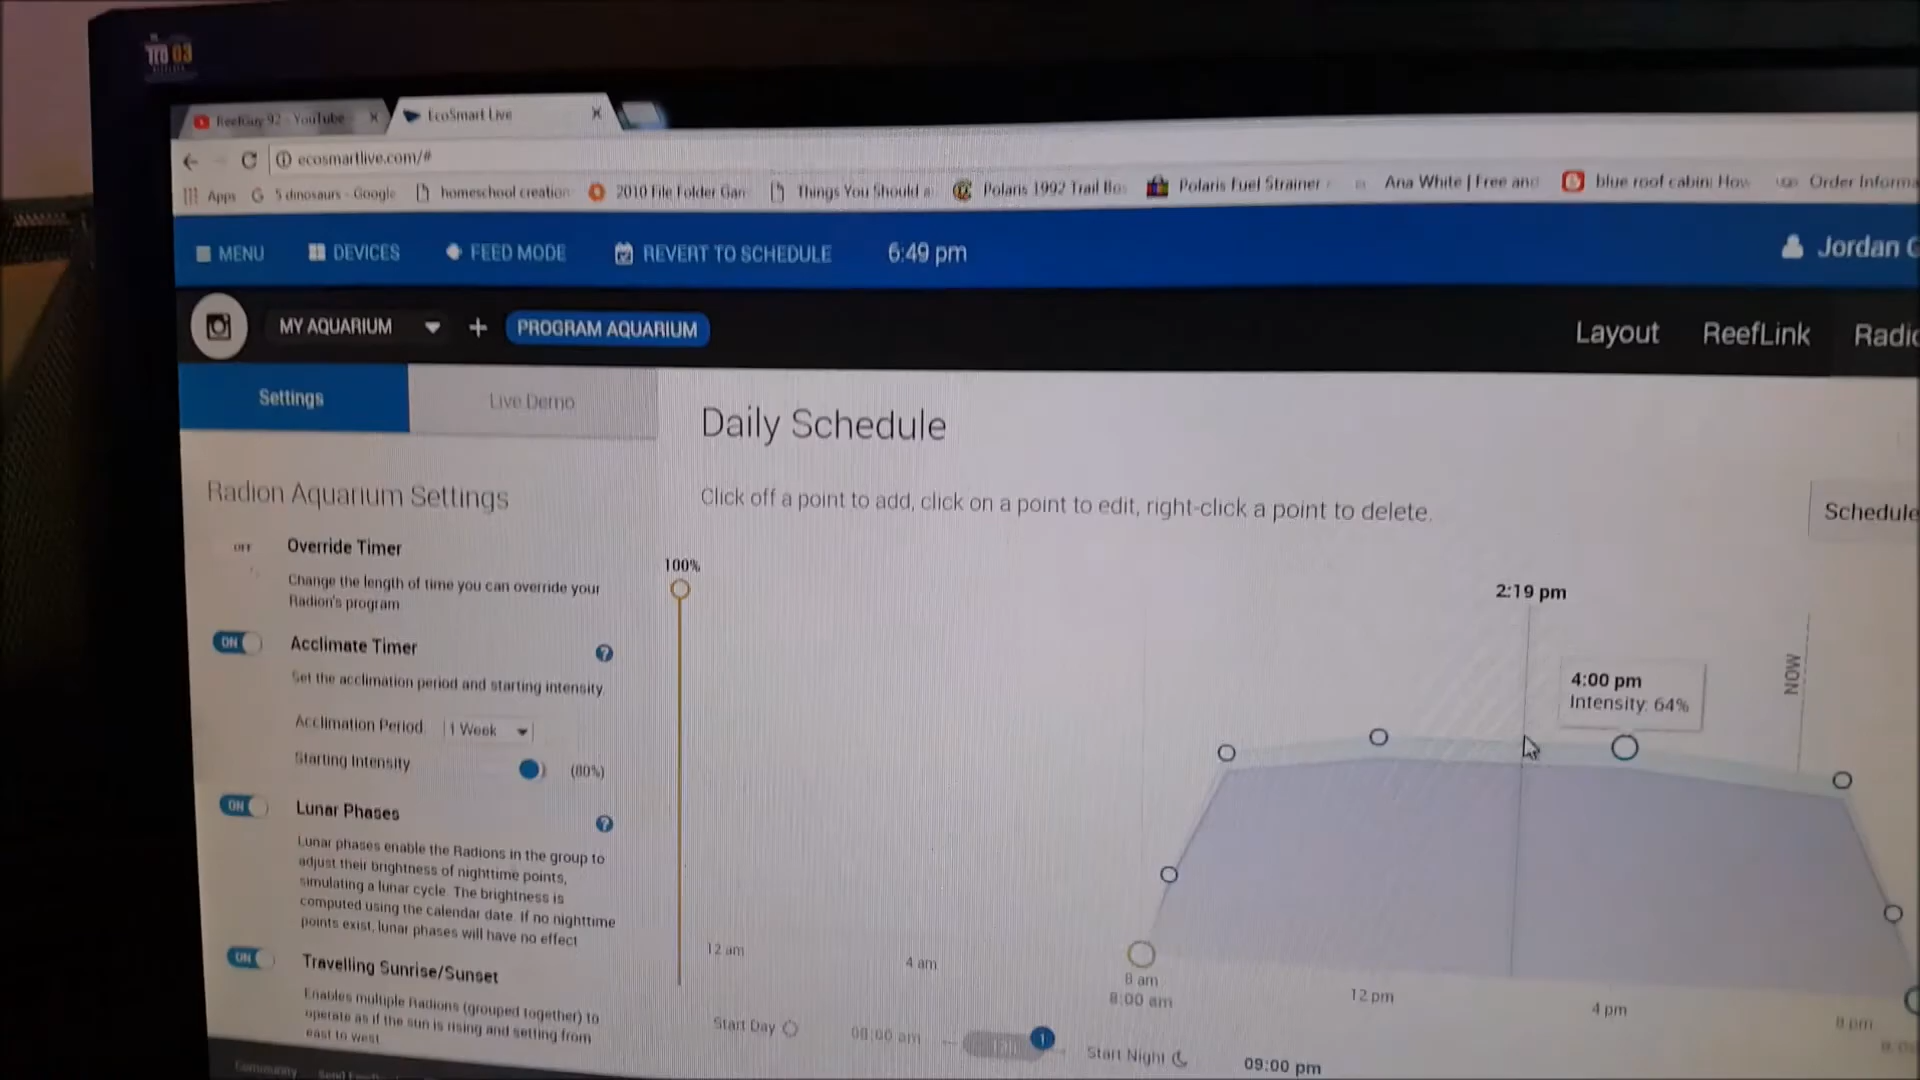 ReefGuy 92 - YouTube
EcoSmart Live
ecosmartlive.com/#
Apps
5 dinosaurs - Google
homeschool creation
2010 File Folder Gam
Things You Should a
Polaris 1992 Trail Bos
Polaris Fuel Strainer
Ana White | Free and
blue roof cabin: How
Order Informa
MENU
DEVICES
FEED MODE
REVERT TO SCHEDULE
6:49 pm
Jordan G
MY AQUARIUM
+
PROGRAM AQUARIUM
Layout
ReefLink
Radio
Settings
Live Demo
Daily Schedule
Click off a point to add, click on a point to edit, right-click a point to delete.
Schedule
Radion Aquarium Settings
OFF
Override Timer
Change the length of time you can override your
Radion's program
ON
Acclimate Timer
?
Set the acclimation period and starting intensity.
Acclimation Period
1 Week
Starting Intensity
(80%)
ON
Lunar Phases
?
Lunar phases enable the Radions in the group to
adjust their brightness of nighttime points,
simulating a lunar cycle. The brightness is
computed using the calendar date. If no nighttime
points exist, lunar phases will have no effect
ON
Travelling Sunrise/Sunset
Enables multiple Radions (grouped together) to
operate as if the sun is rising and setting from
east to west.
Community
100%
2:19 pm
4:00 pm
Intensity: 64%
NOW
12 am
4 am
8 am
8:00 am
12 pm
4 pm
8 pm
Start Day
08:00 am
1
Start Night
09:00 pm